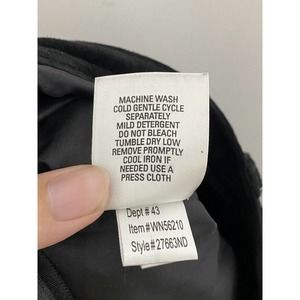 MACHINE WASH
COLD GENTLE CYCLE
SEPARATELY
MILD DETERGENT
DO NOT BLEACH
TUMBLE DRY LOW
REMOVE PROMPTLY
COOL IRON IF
NEEDED USE A
PRESS CLOTH
Dept # 43
Item # WN56210
Style # 27663ND